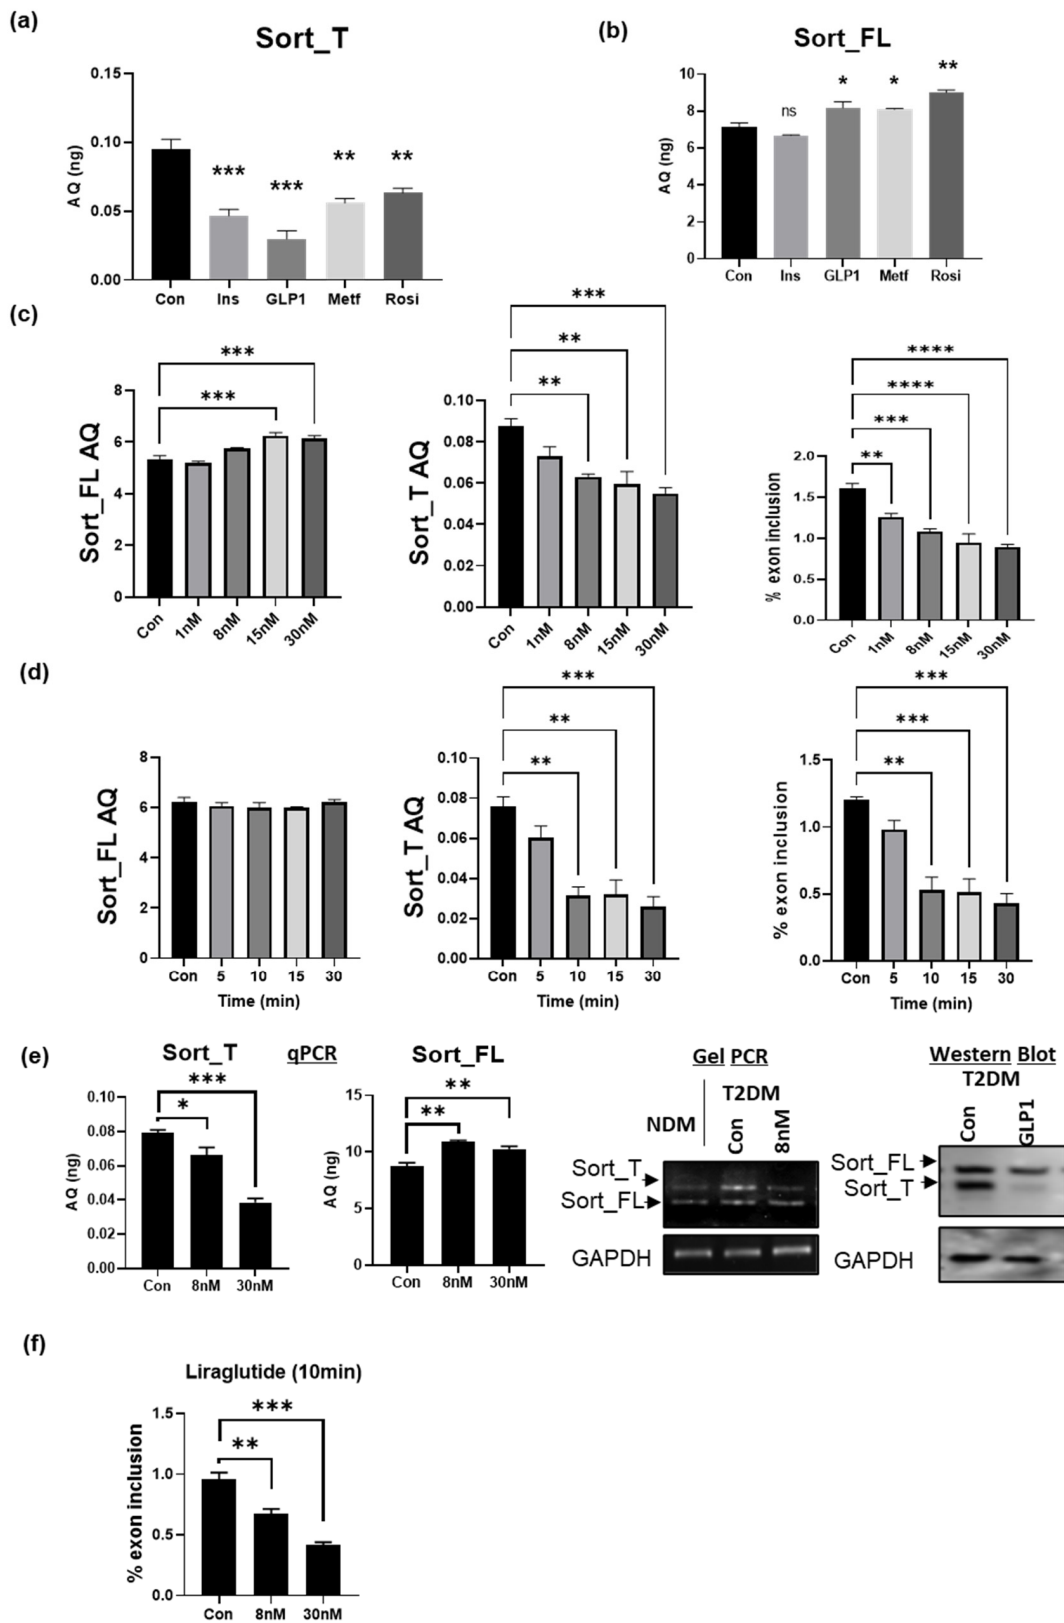 (a)
Sort_T
0.15
0.10
0.05
0.00
AQ (ng)
***
***
**
**
Con Ins GLP1 Metf Rosi
(b)
Sort_FL
10
8
6
4
2
0
AQ (ng)
ns
*
*
**
Con Ins GLP1 Metf Rosi
(c)
8
6
4
2
0
Sort_FL AQ
***
***
Con 1nM 8nM 15nM 30nM
0.10
0.08
0.06
0.04
0.02
0.00
Sort_T AQ
***
**
**
Con 1nM 8nM 15nM 30nM
2.0
1.5
1.0
0.5
0.0
% exon inclusion
****
****
***
**
Con 1nM 8nM 15nM 30nM
(d)
8
6
4
2
0
Sort_FL AQ
Con 5 10 15 30
Time (min)
0.10
0.08
0.06
0.04
0.02
0.00
Sort_T AQ
***
**
**
Con 5 10 15 30
Time (min)
1.5
1.0
0.5
0.0
% exon inclusion
***
***
**
Con 5 10 15 30
Time (min)
(e)
Sort_T
qPCR
Sort_FL
0.10
0.08
0.06
0.04
0.02
0.00
AQ (ng)
***
*
Con 8nM 30nM
15
10
5
0
AQ (ng)
**
**
Con 8nM 30nM
Gel PCR
T2DM
NDM
Con
8nM
Sort_T
Sort_FL
GAPDH
Western Blot
T2DM
Con
GLP1
Sort_FL
Sort_T
GAPDH
(f)
Liraglutide (10min)
1.5
1.0
0.5
0.0
% exon inclusion
***
**
Con 8nM 30nM